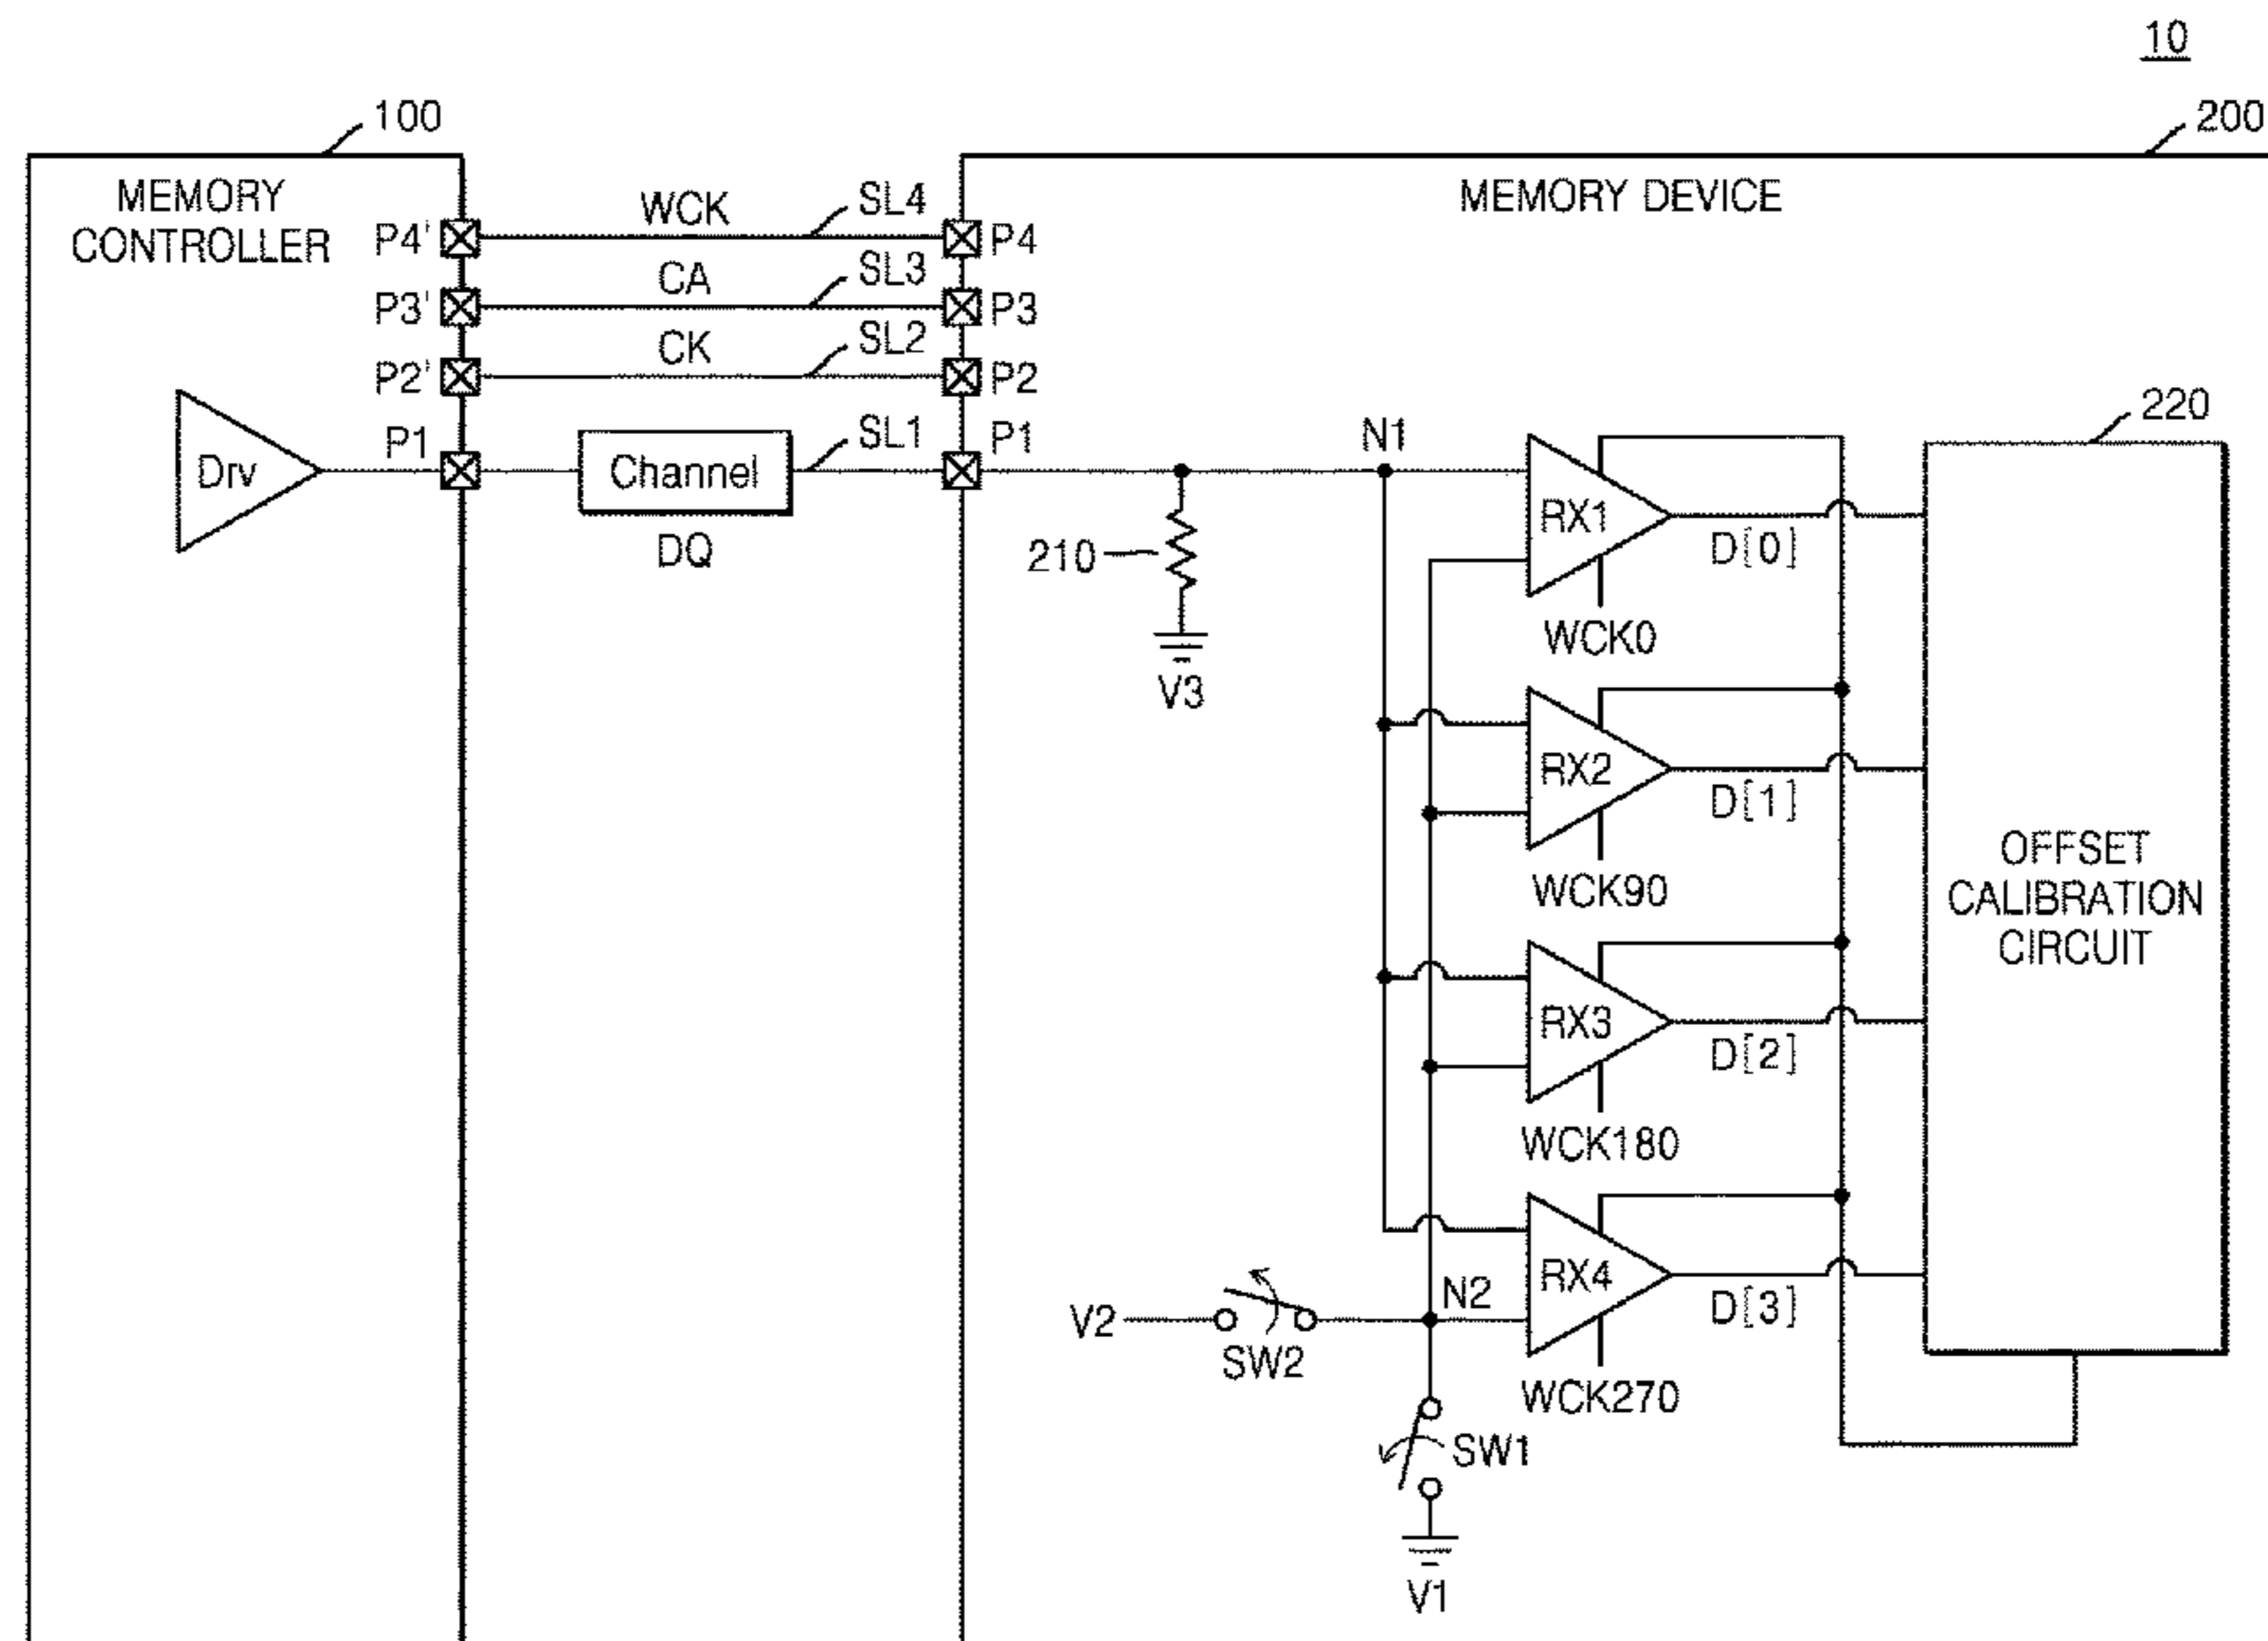 10
100
200
MEMORY
CONTROLLER
MEMORY DEVICE
P4'
WCK
SL4
P4
P3'
CA
SL3
P3
P2'
CK
SL2
P2
Drv
P1
Channel
DQ
SL1
P1
N1
210
V3
RX1
D[0]
WCK0
RX2
D[1]
WCK90
RX3
D[2]
WCK180
RX4
D[3]
WCK270
220
OFFSET
CALIBRATION
CIRCUIT
V2
SW2
N2
SW1
V1